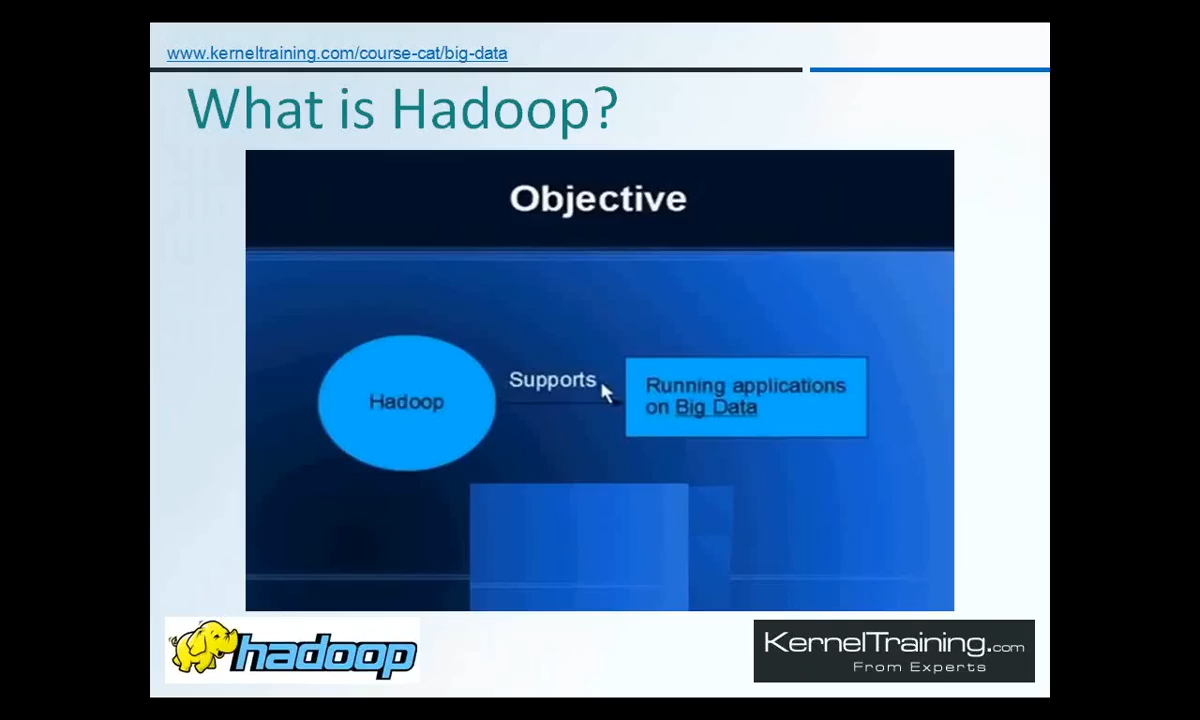 www.kerneltraining.com/course-cat/big-data
What is Hadoop?
Objective
Hadoop
Supports
Running applications
on Big Data
hadoop
KernelTraining.com
From Experts